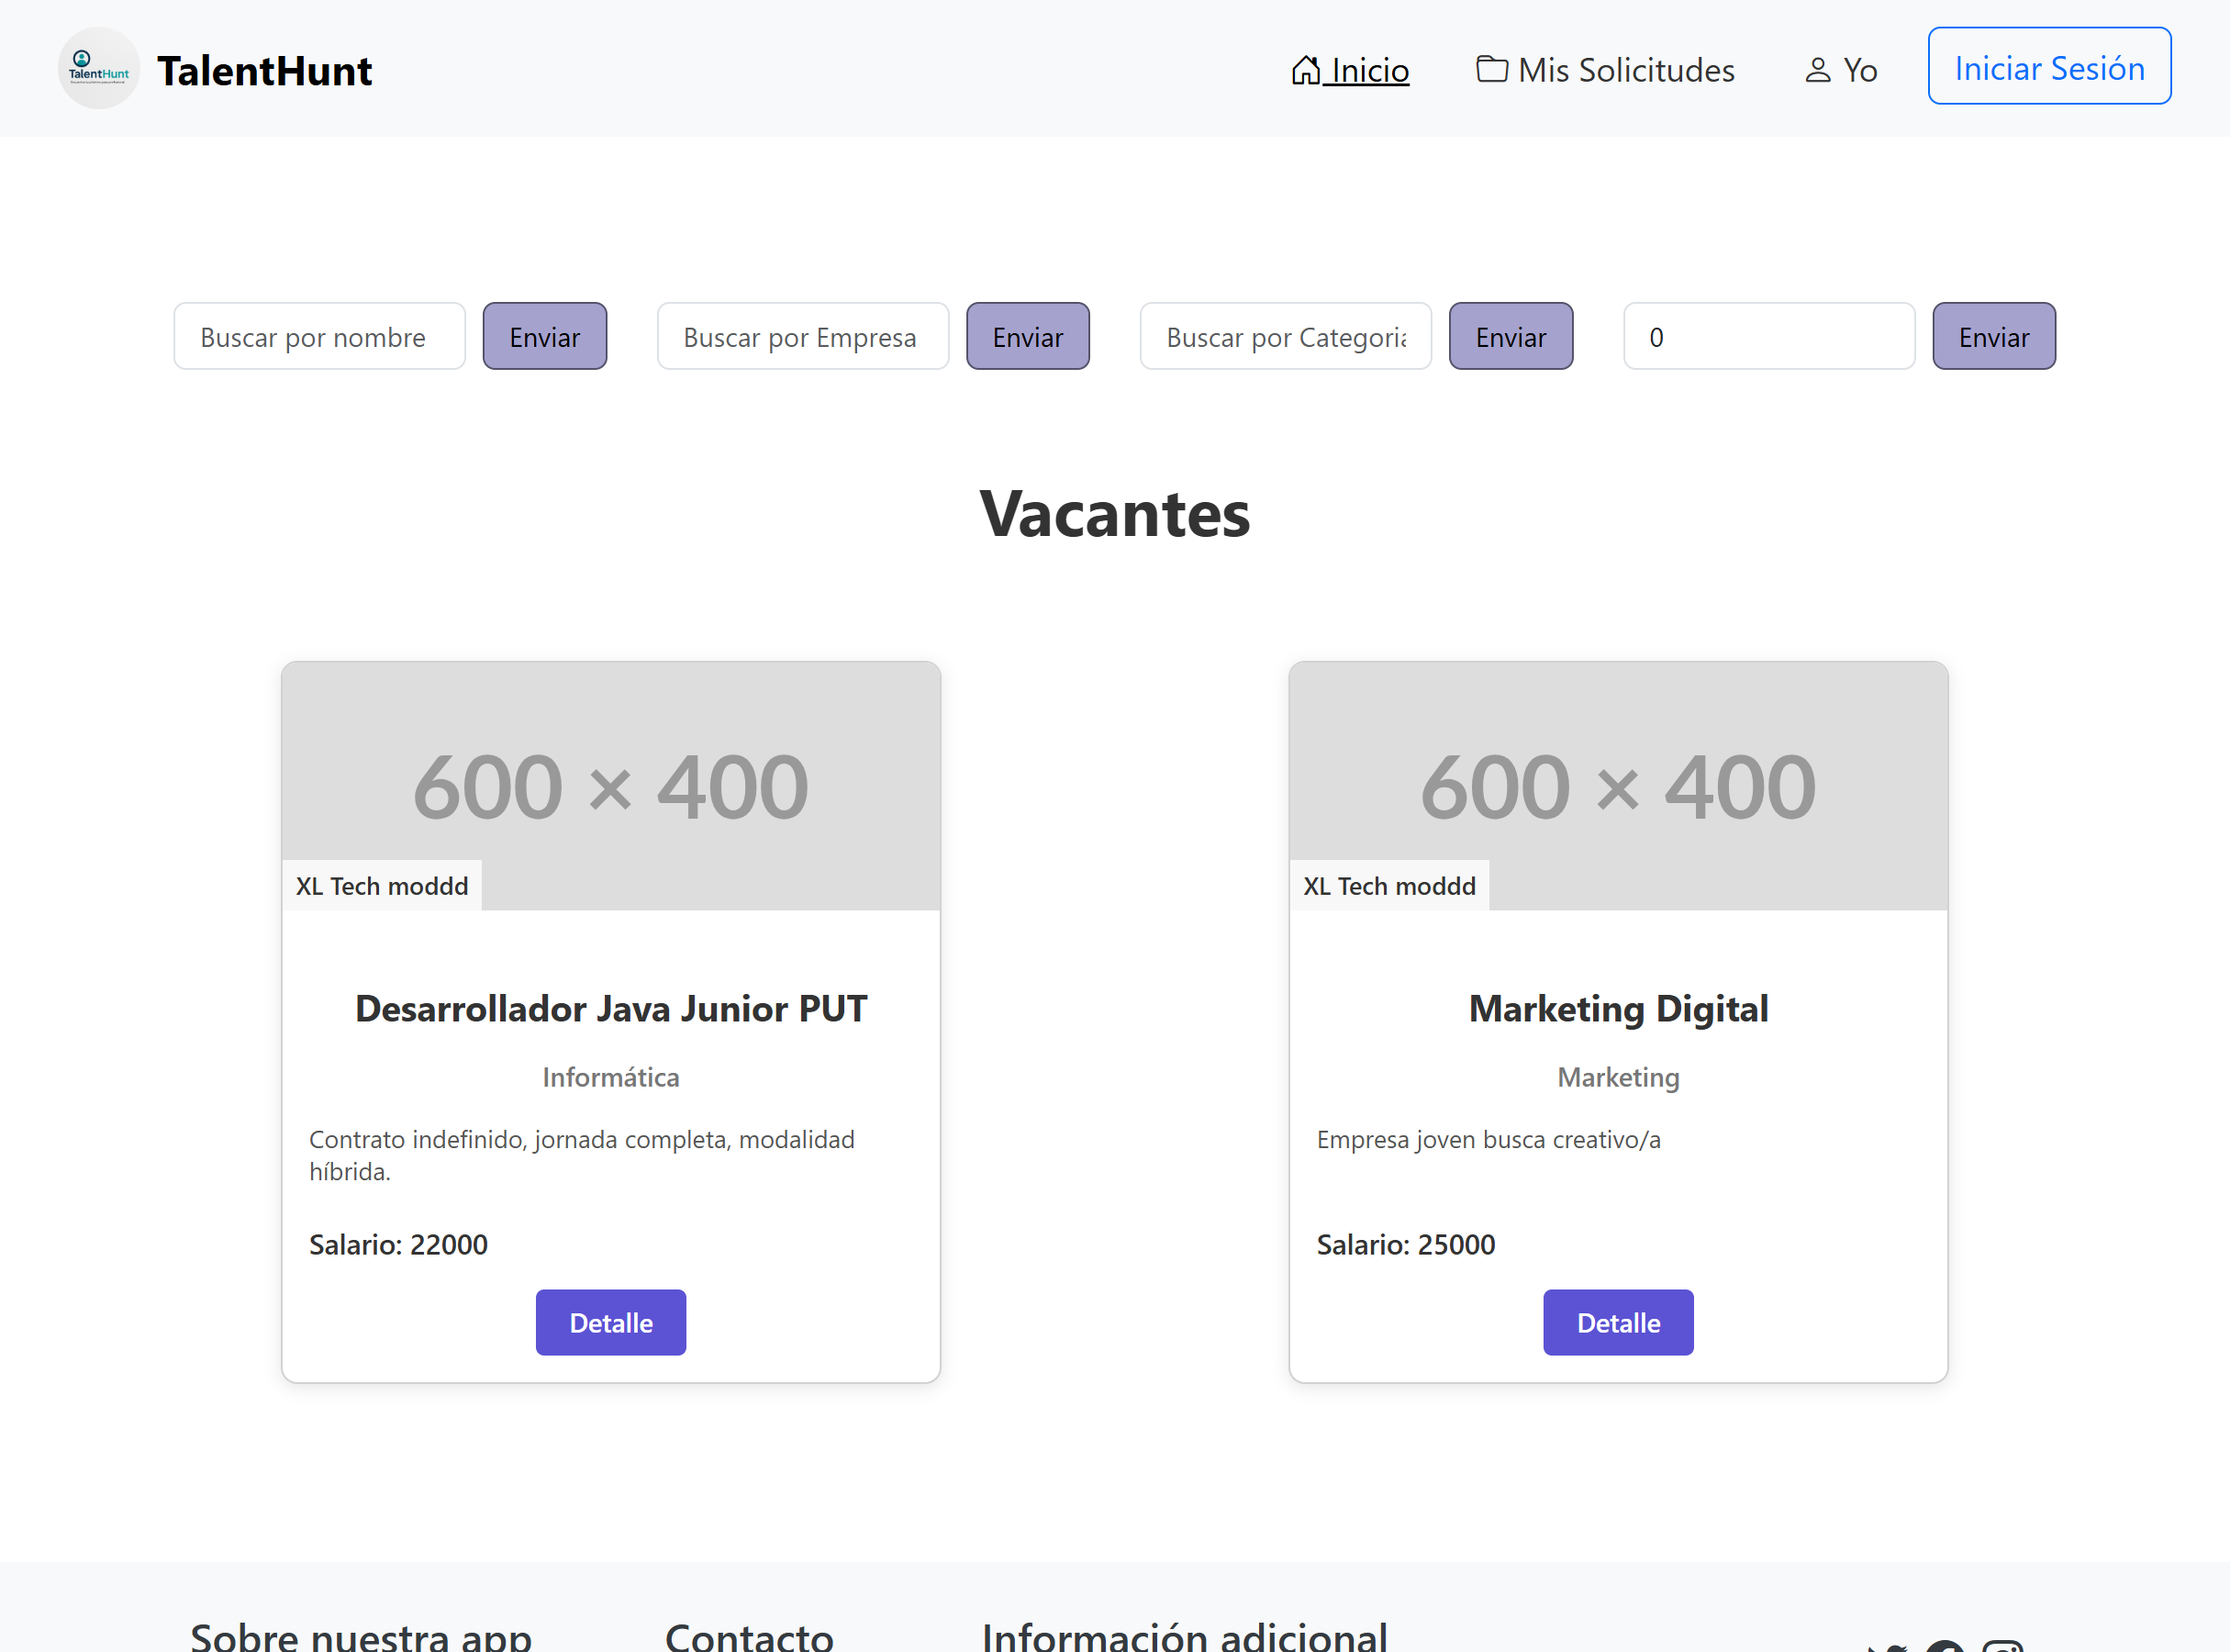 TalentHunt
TalentHunt
Inicio
Mis Solicitudes
Yo
Iniciar Sesión
Buscar por nombre
Enviar
Buscar por Empresa
Enviar
Buscar por Categoria
Enviar
0
Enviar
Vacantes
600 × 400
XL Tech moddd
Desarrollador Java Junior PUT
Informática
Contrato indefinido, jornada completa, modalidad
híbrida.
Salario: 22000
Detalle
600 × 400
XL Tech moddd
Marketing Digital
Marketing
Empresa joven busca creativo/a
Salario: 25000
Detalle
Sobre nuestra app
Contacto
Información adicional